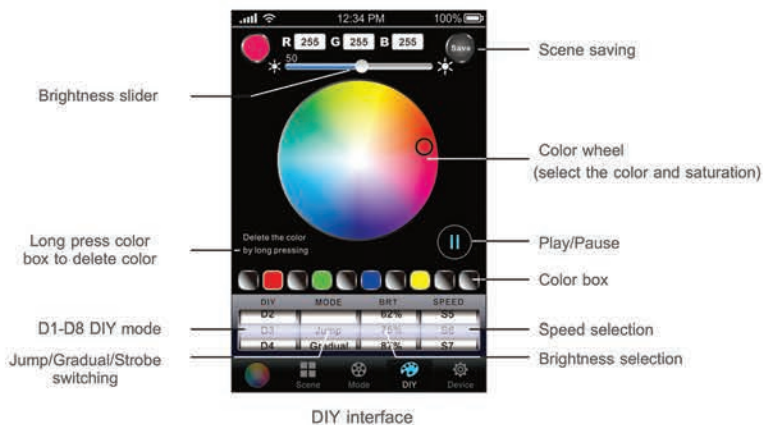 12:34 PM
100%
R 255 G 255 B 255
Save
Scene saving
50
Brightness slider
Color wheel
(select the color and saturation)
Delete the color
by long pressing
Long press color
box to delete color
Play/Pause
Color box
DIY MODE BRT SPEED
D2 62% S5
D1-D8 DIY mode
D3 Jump 75% S6
Speed selection
D4 Gradual 87% S7
Jump/Gradual/Strobe
switching
Brightness selection
Scene Mode DIY Device
DIY interface